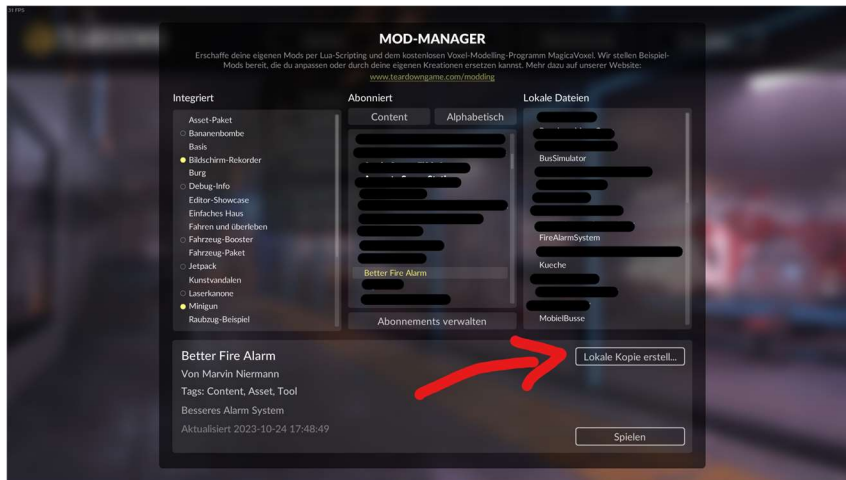 31 FPS
MOD-MANAGER
Erschaffe deine eigenen Mods per Lua-Scripting und dem kostenlosen Voxel-Modelling-Programm MagicaVoxel. Wir stellen Beispiel-
Mods bereit, die du anpassen oder durch deine eigenen Kreationen ersetzen kannst. Mehr dazu auf unserer Website:
www.teardowngame.com/modding
Integriert
Asset-Paket
Bananenbombe
Basis
Bildschirm-Rekorder
Burg
Debug-Info
Editor-Showcase
Einfaches Haus
Fahren und überleben
Fahrzeug-Booster
Fahrzeug-Paket
Jetpack
Kunstvandalen
Laserkanone
Minigun
Raubzug-Beispiel
Abonniert
Content
Alphabetisch
Better Fire Alarm
Abonnements verwalten
Lokale Dateien
BusSimulator
FireAlarmSystem
Kueche
MobielBusse
Better Fire Alarm
Von Marvin Niermann
Tags: Content, Asset, Tool
Besseres Alarm System
Aktualisiert 2023-10-24 17:48:49
Lokale Kopie erstell...
Spielen